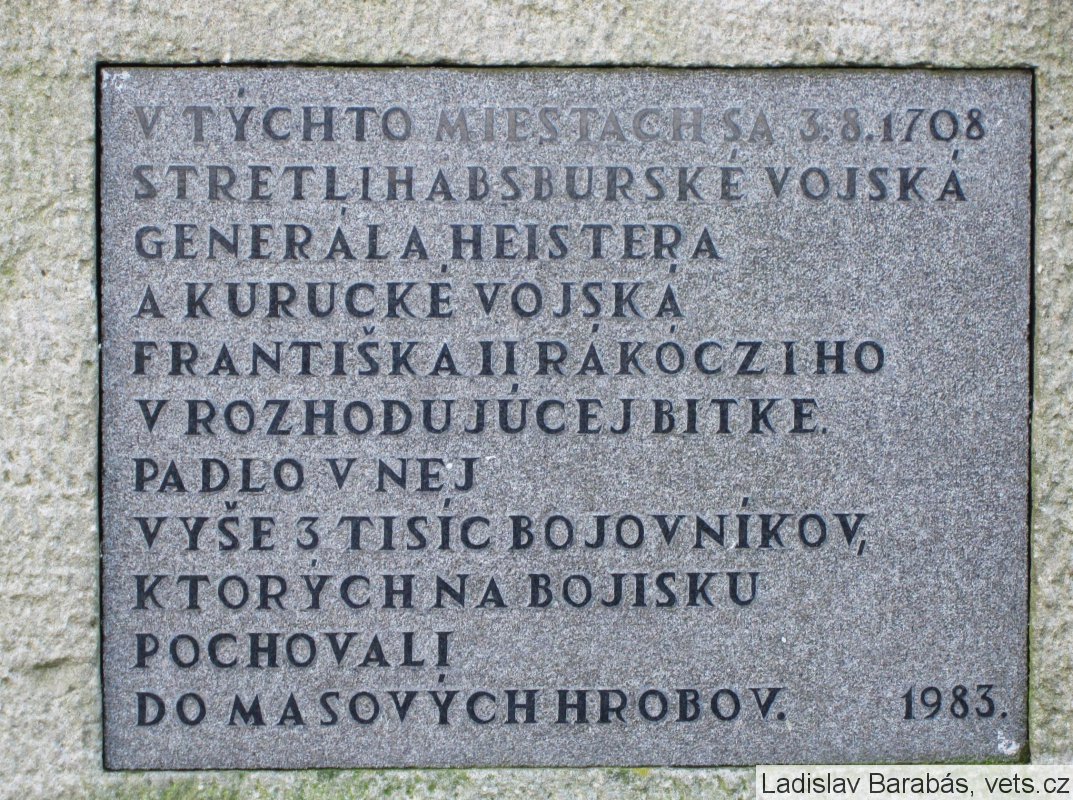 V TÝCHTO MIESTACH SA 3.8.1708
STRETLI HABSBURSKÉ VOJSKÁ
GENERÁLA HEISTERA
A KURUCKÉ VOJSKÁ
FRANTIŠKA II RÁKOCZIHO
V ROZHODUJÚCEJ BITKE.
PADLO V NEJ
VYŠE 3 TISÍC BOJOVNÍKOV,
KTORÝCH NA BOJISKU
POCHOVALI
DO MASOVÝCH HROBOV. 1983.
Ladislav Barabás, vets.cz